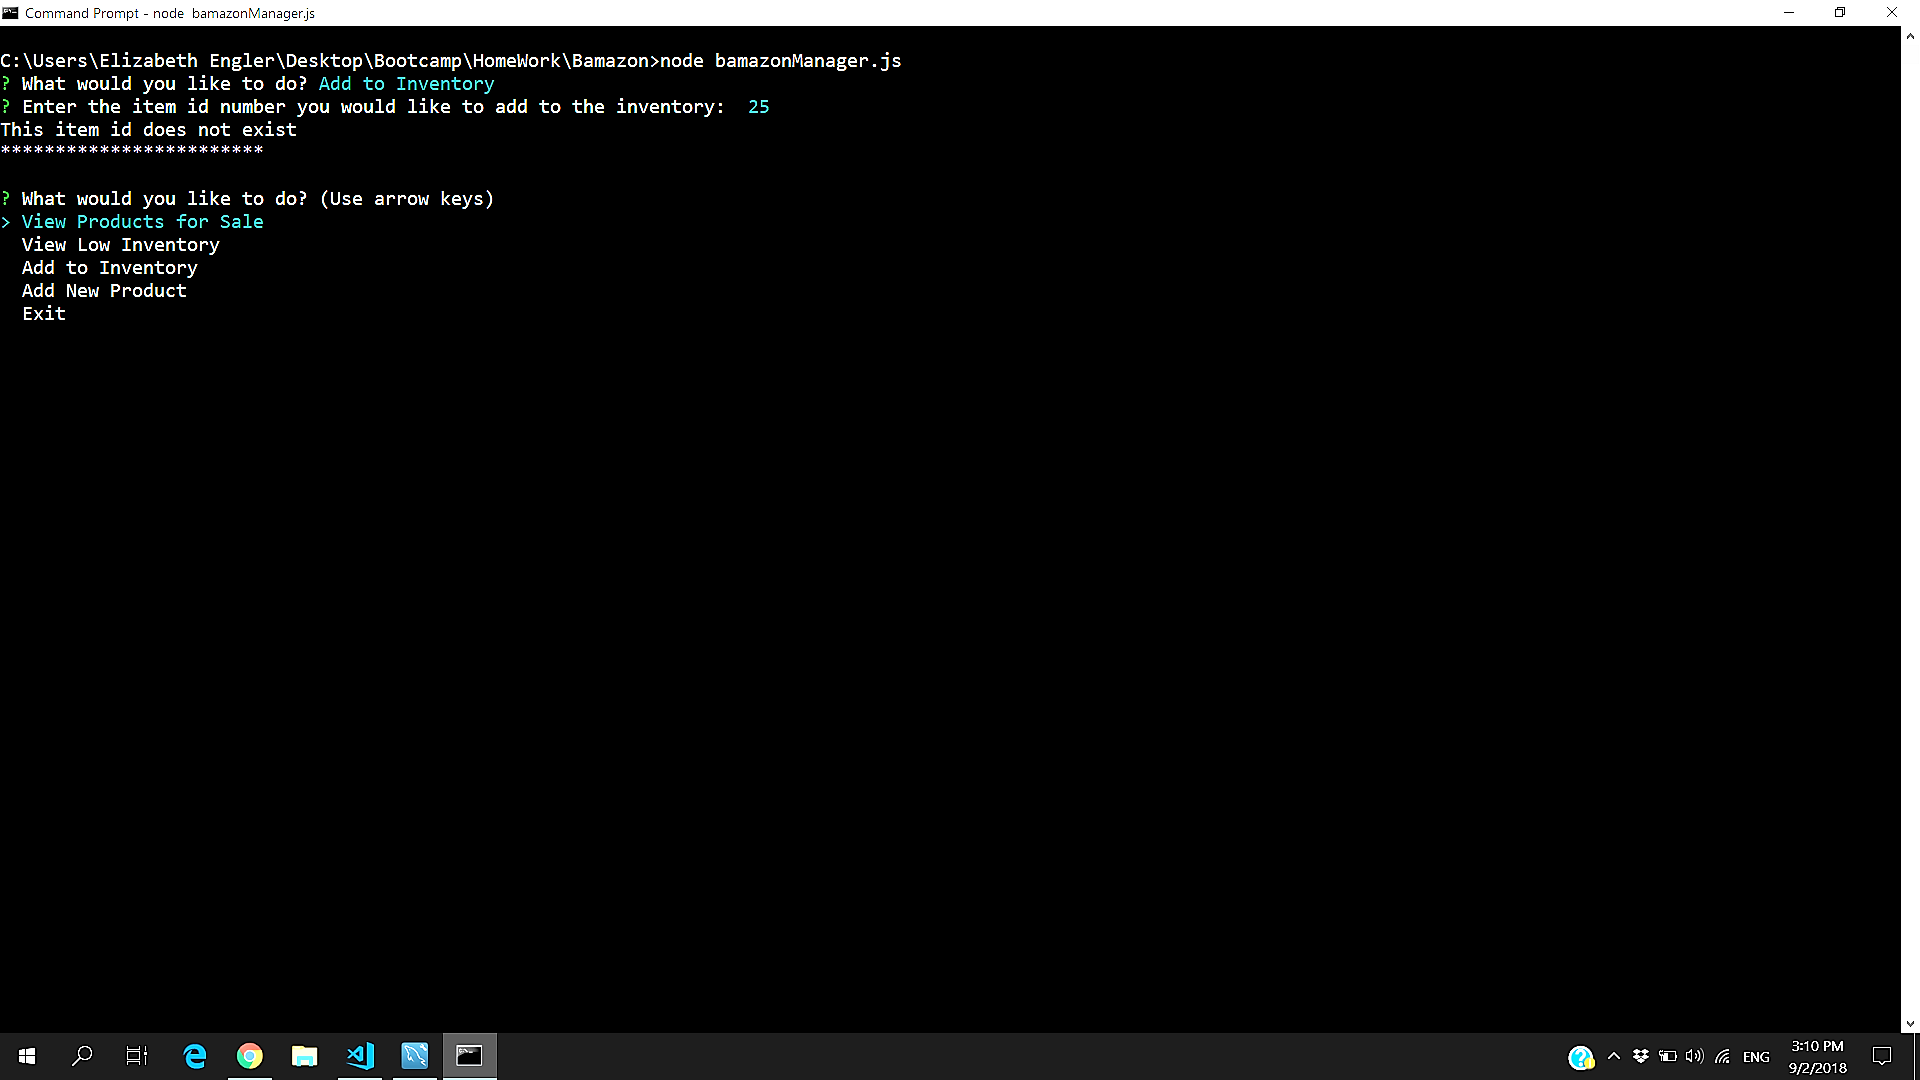 Command Prompt - node  bamazonManager.js
C:\Users\Elizabeth Engler\Desktop\Bootcamp\HomeWork\Bamazon>node bamazonManager.js
? What would you like to do? Add to Inventory
? Enter the item id number you would like to add to the inventory:  25
This item id does not exist
************************
? What would you like to do? (Use arrow keys)
> View Products for Sale
  View Low Inventory
  Add to Inventory
  Add New Product
  Exit
ENG
3:10 PM
9/2/2018